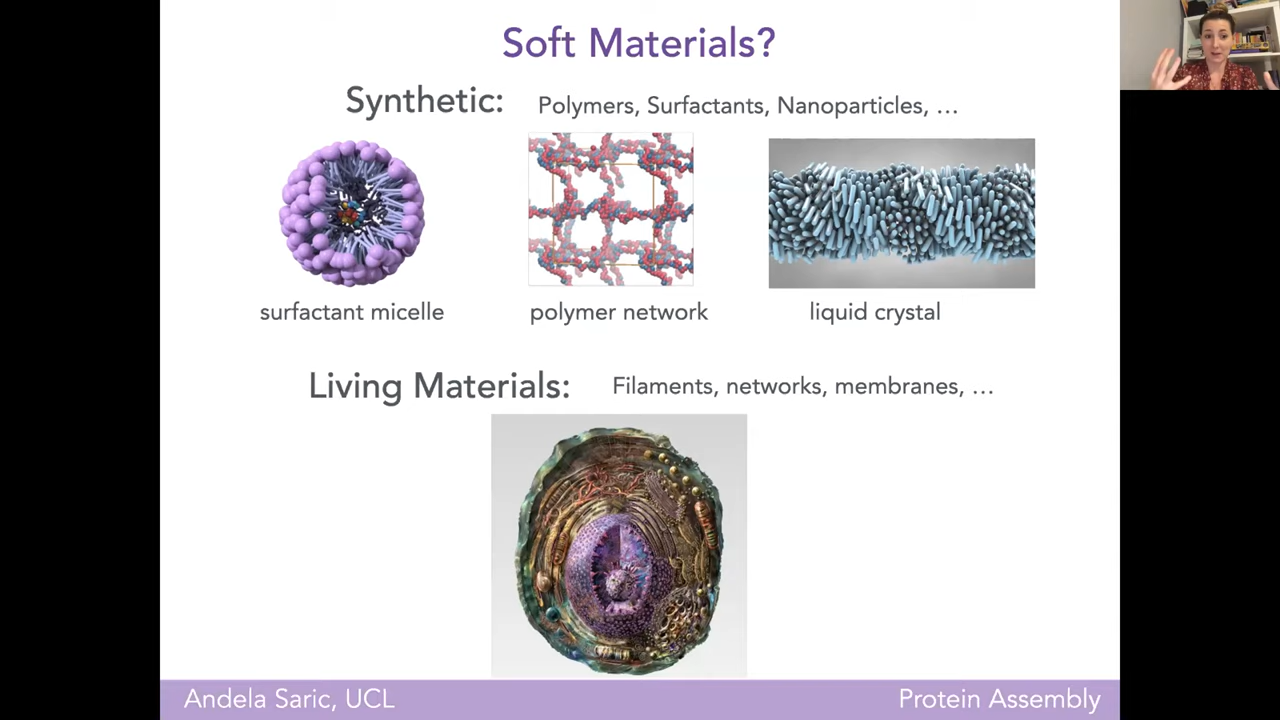 Soft Materials?
Synthetic: Polymers, Surfactants, Nanoparticles, …
surfactant micelle polymer network liquid crystal
Living Materials: Filaments, networks, membranes, …
Andela Saric, UCL Protein Assembly